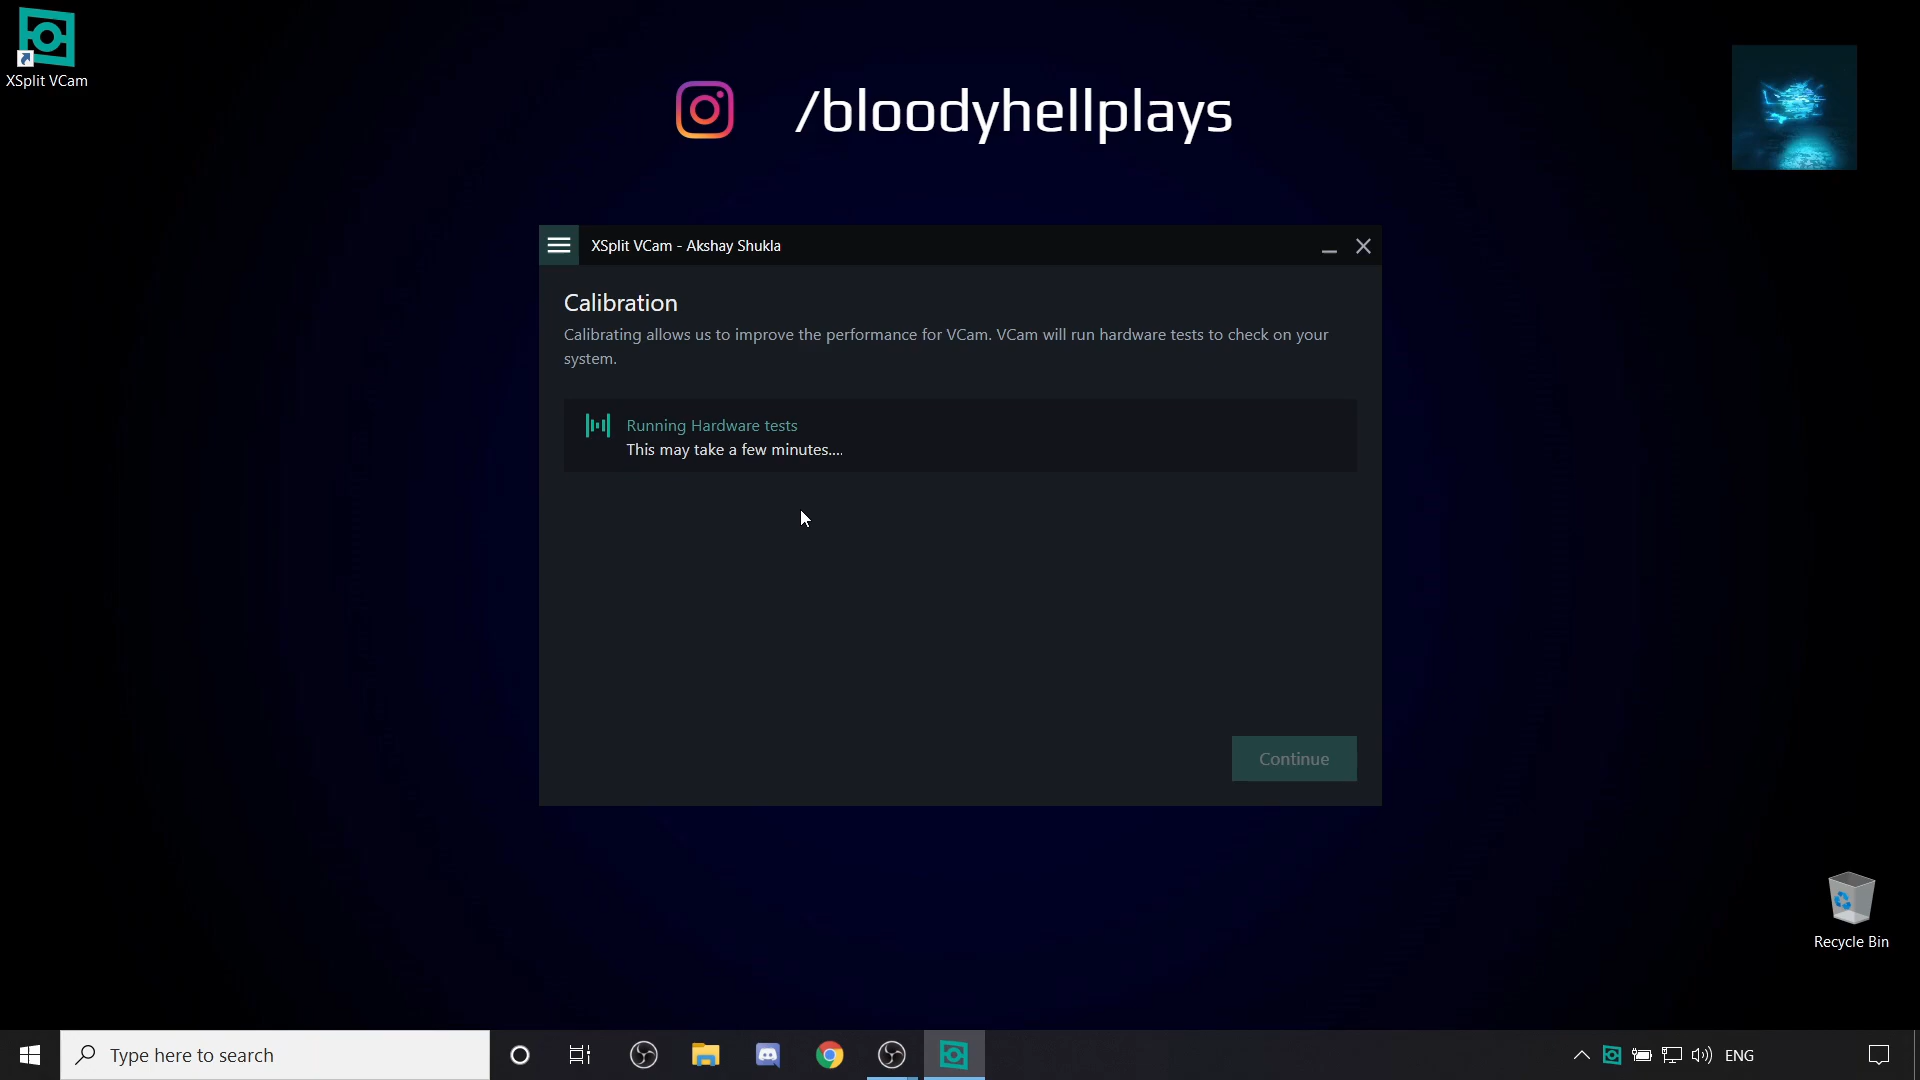 XSplit VCam
/bloodyhellplays
XSplit VCam - Akshay Shukla
Calibration
Calibrating allows us to improve the performance for VCam. VCam will run hardware tests to check on your
system.
Running Hardware tests
This may take a few minutes....
Continue
Recycle Bin
Type here to search
ENG